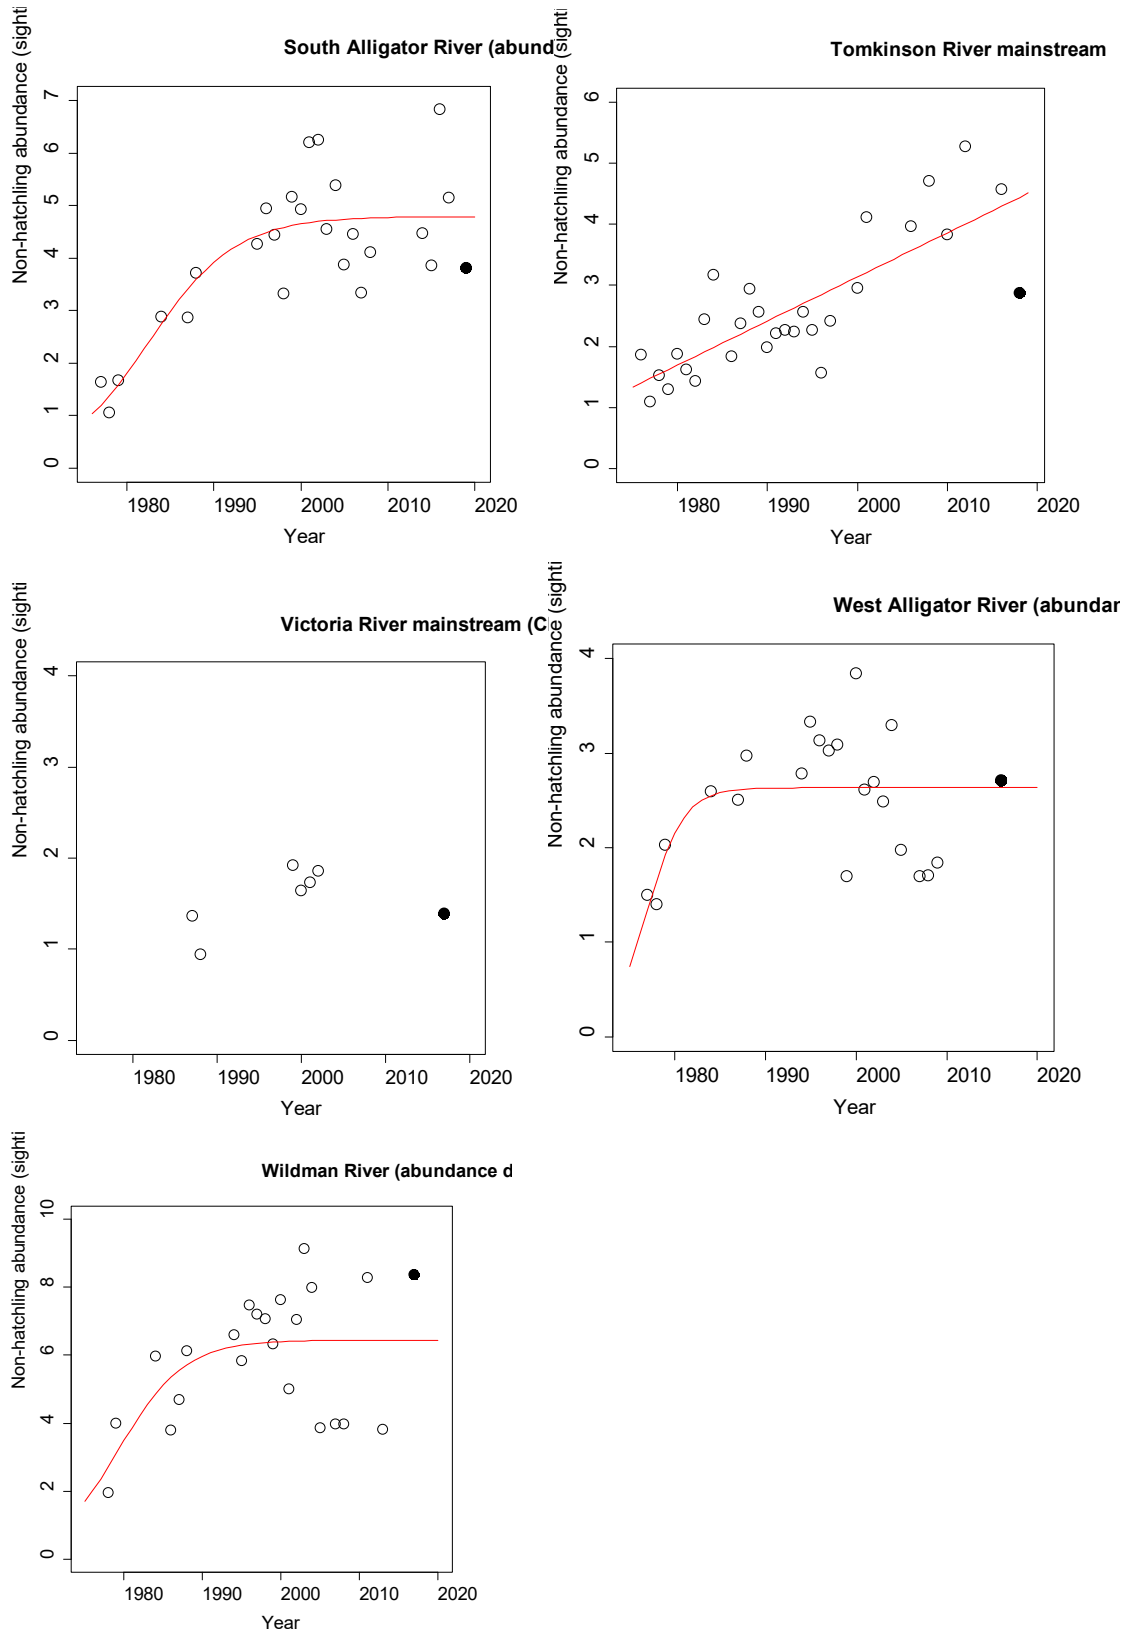 South Alligator River (abund
Non-hatchling abundance (sighti
7
6
5
4
3
2
1
0
1980 1990 2000 2010 2020
Year
Tomkinson River mainstream
Non-hatchling abundance (sighti
6
5
4
3
2
1
0
1980 1990 2000 2010 2020
Year
Victoria River mainstream (C
Non-hatchling abundance (sighti
4
3
2
1
0
1980 1990 2000 2010 2020
Year
West Alligator River (abundar
Non-hatchling abundance (sighti
4
3
2
1
0
1980 1990 2000 2010 2020
Year
Wildman River (abundance d
Non-hatchling abundance (sighti
10
8
6
4
2
0
1980 1990 2000 2010 2020
Year